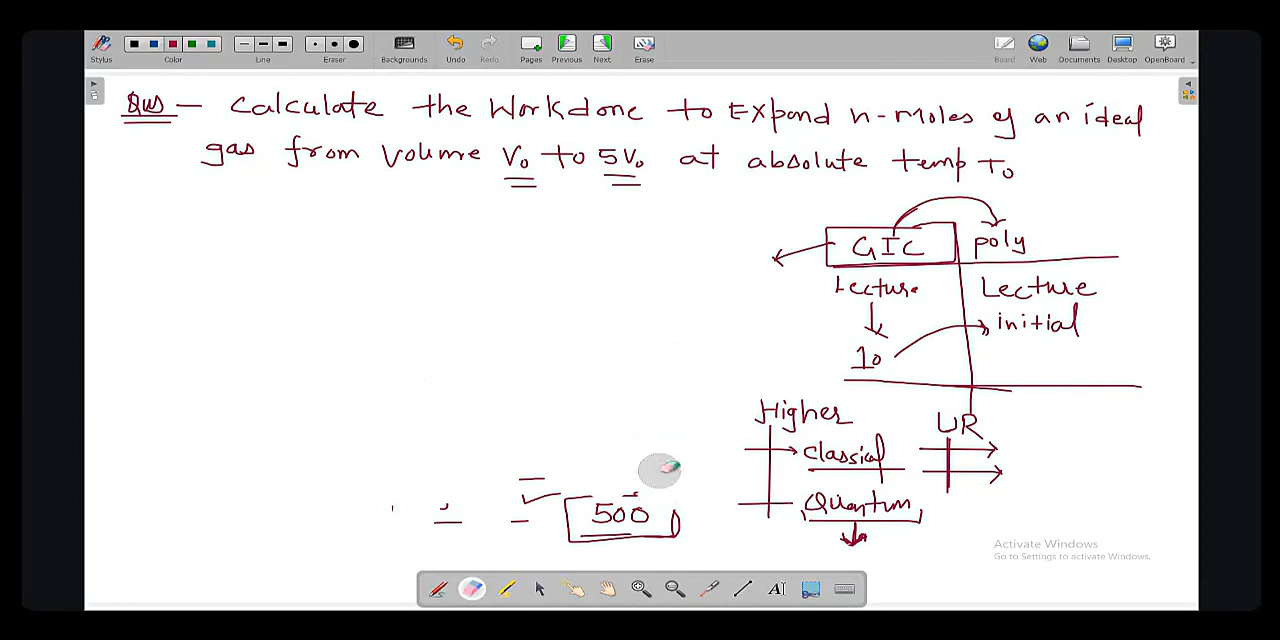 Stylus Color Line Eraser Backgrounds Undo Redo Pages Previous Next Erase Board Web Documents Desktop OpenBoard
Qus - Calculate the Workdone to Expand n-moles of an ideal
gas from volume V₀ to 5V₀ at absolute temp T₀
GIC poly
Lecture Lecture
initial
10
Higher UR
classical
Quantum
500
Activate Windows
Go to Settings to activate Windows.
A